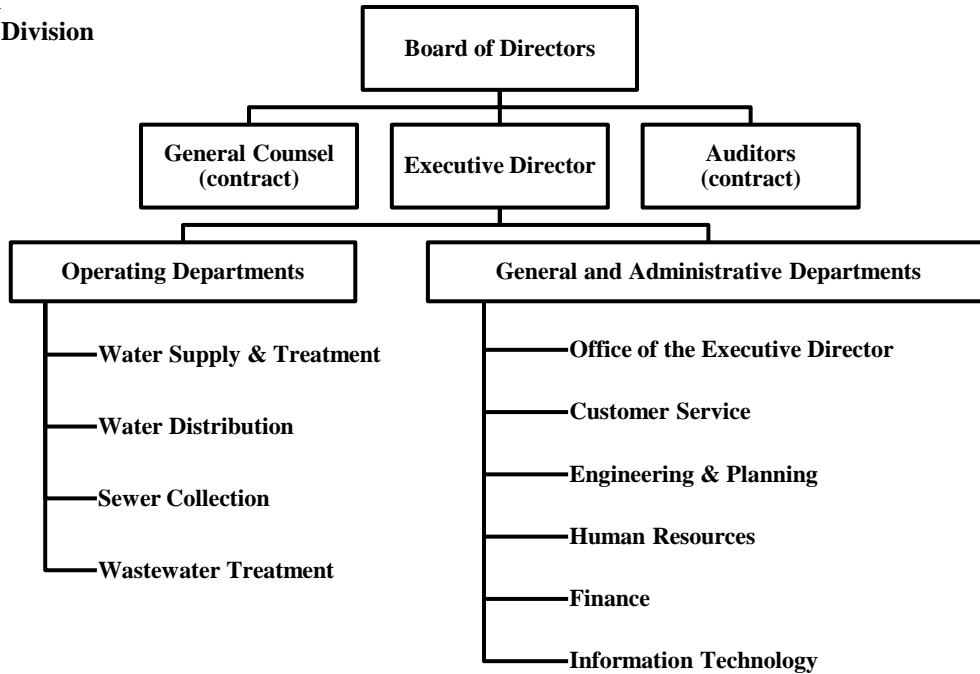 Division
Board of Directors
General Counsel
(contract)
Executive Director
Auditors
(contract)
Operating Departments
General and Administrative Departments
Water Supply & Treatment
Water Distribution
Sewer Collection
Wastewater Treatment
Office of the Executive Director
Customer Service
Engineering & Planning
Human Resources
Finance
Information Technology